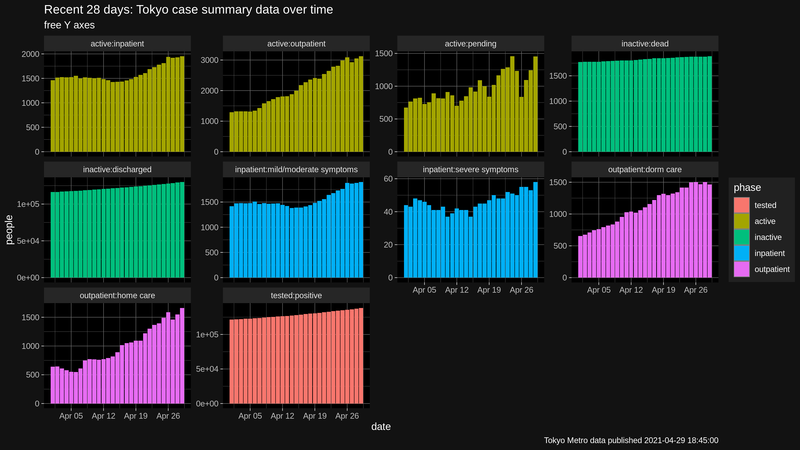 Recent 28 days: Tokyo case summary data over time
free Y axes
active:inpatient
active:outpatient
active:pending
inactive:dead
2000
1500
1000
500
0
3000
2000
1000
0
1500
1000
500
0
1500
1000
500
0
inactive:discharged
inpatient:mild/moderate symptoms
inpatient:severe symptoms
outpatient:dorm care
1e+05
5e+04
0e+00
1500
1000
500
0
60
40
20
0
1500
1000
500
0
Apr 05 Apr 12 Apr 19 Apr 26
Apr 05 Apr 12 Apr 19 Apr 26
outpatient:home care
tested:positive
1500
1000
500
0
1e+05
5e+04
0e+00
Apr 05 Apr 12 Apr 19 Apr 26
Apr 05 Apr 12 Apr 19 Apr 26
people
date
phase
tested
active
inactive
inpatient
outpatient
Tokyo Metro data published 2021-04-29 18:45:00